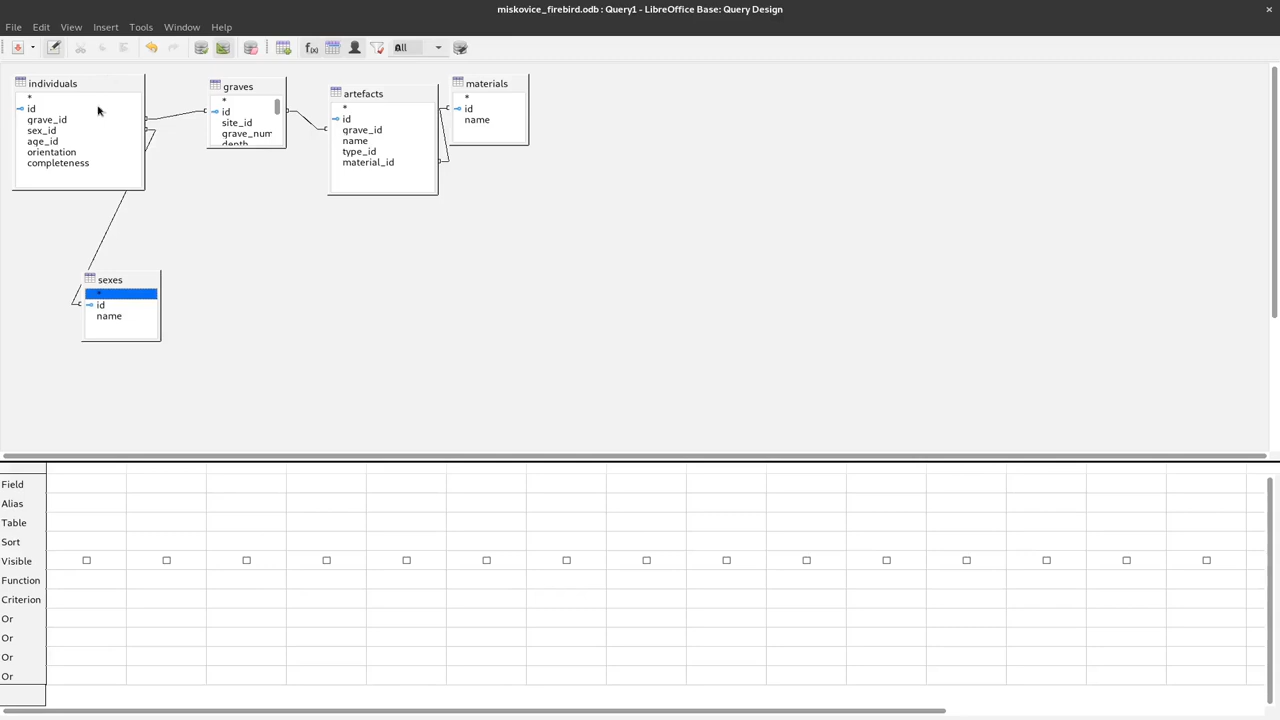 miskovice_firebird.odb : Query1 - LibreOffice Base: Query Design
File Edit View Insert Tools Window Help
f(x) All
individuals
*
id
grave_id
sex_id
age_id
orientation
completeness
graves
*
id
site_id
grave_num
artefacts
*
id
grave_id
name
type_id
material_id
materials
*
id
name
sexes
*
id
name
Field
Alias
Table
Sort
Visible
Function
Criterion
Or
Or
Or
Or